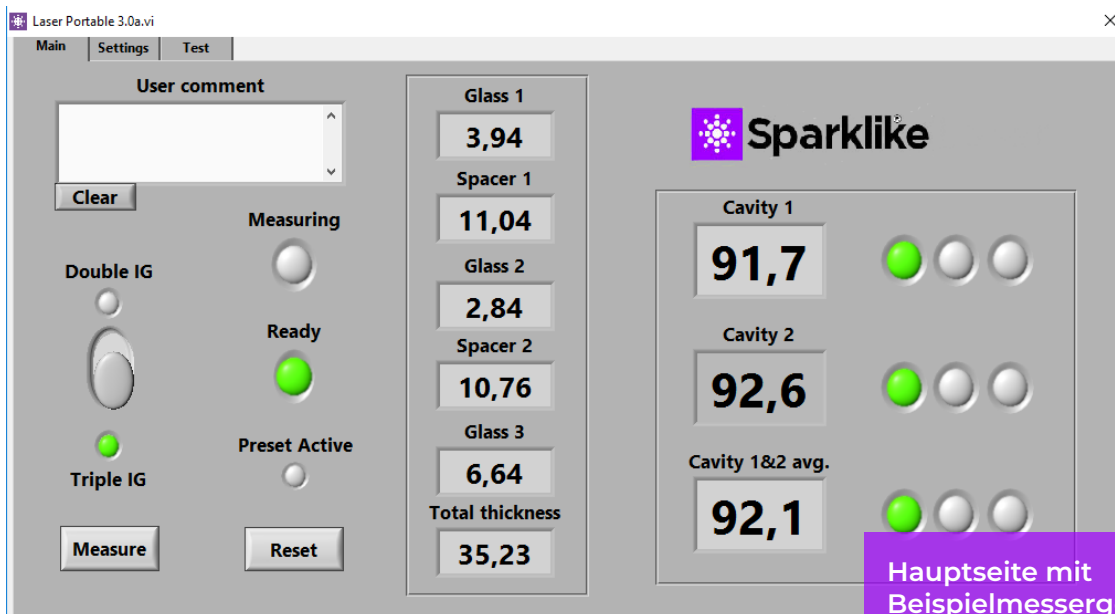 Laser Portable 3.0a.vi
Main
Settings
Test
User comment
Clear
Measuring
Double IG
Ready
Triple IG
Preset Active
Measure
Reset
Glass 1
3,94
Spacer 1
11,04
Glass 2
2,84
Spacer 2
10,76
Glass 3
6,64
Total thickness
35,23
Sparklike
Cavity 1
91,7
Cavity 2
92,6
Cavity 1&2 avg.
92,1
Hauptseite mit
Beispielmesserg